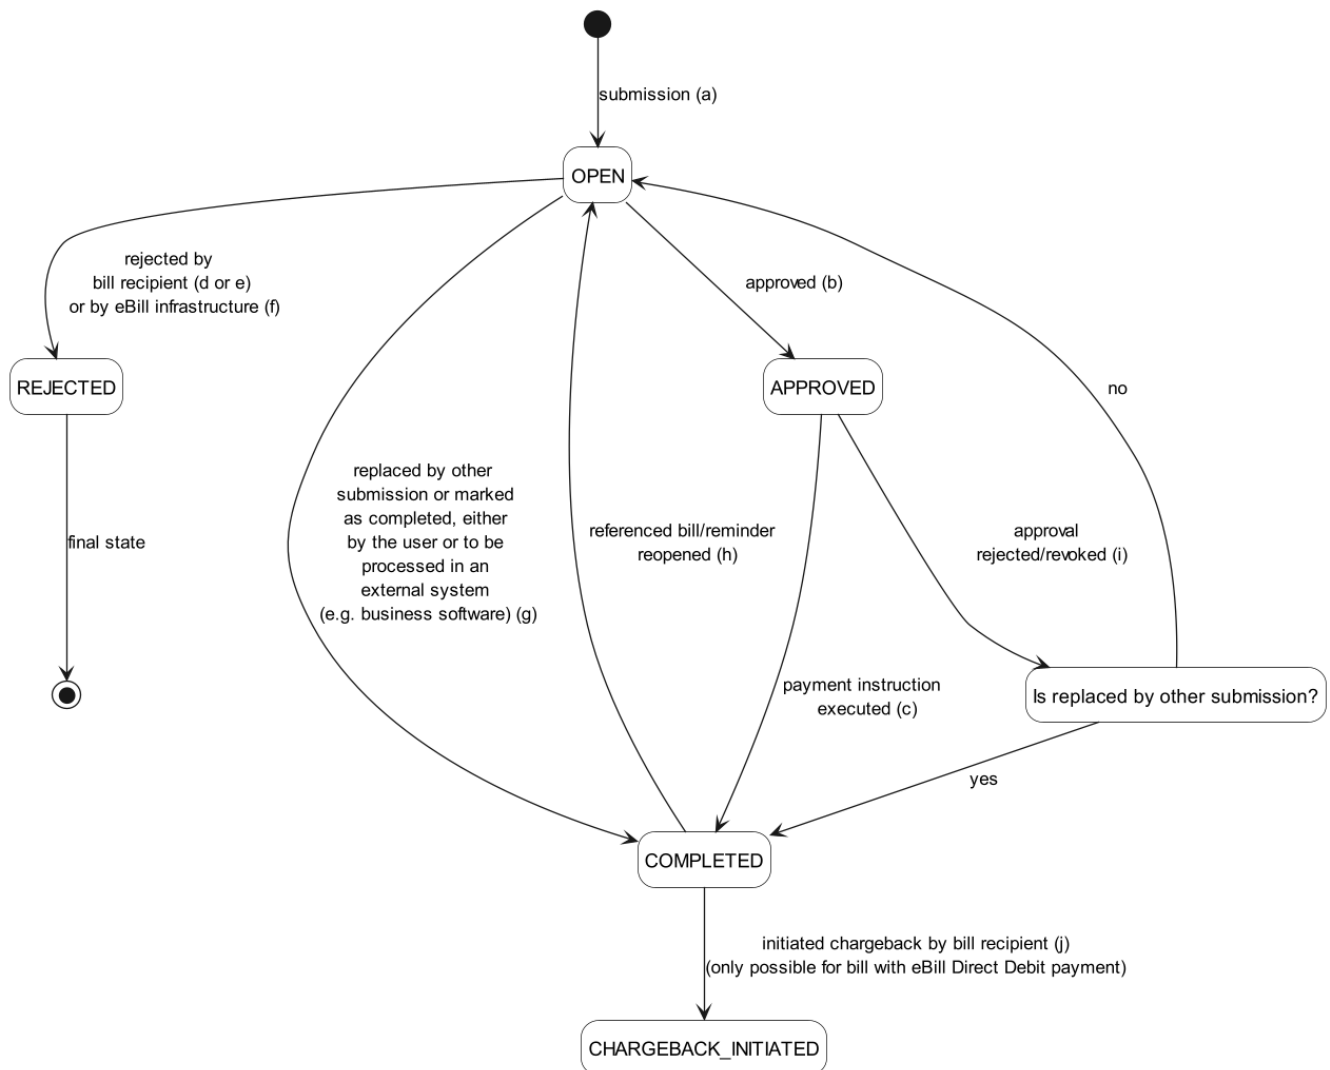 submission (a)
OPEN
rejected by
bill recipient (d or e)
or by eBill infrastructure (f)
approved (b)
REJECTED
APPROVED
no
replaced by other
submission or marked
as completed, either
by the user or to be
processed in an
external system
(e.g. business software) (g)
referenced bill/reminder
reopened (h)
approval
rejected/revoked (i)
final state
payment instruction
executed (c)
Is replaced by other submission?
yes
COMPLETED
initiated chargeback by bill recipient (j)
(only possible for bill with eBill Direct Debit payment)
CHARGEBACK_INITIATED